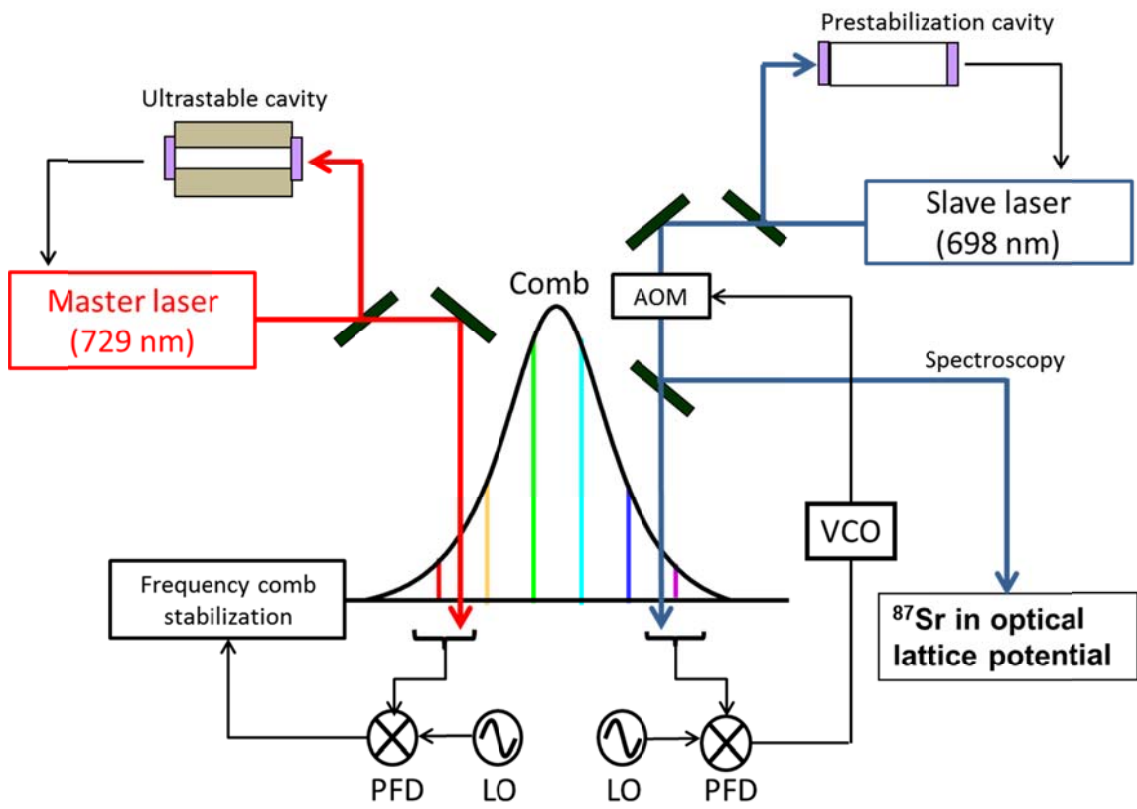 Prestabilization cavity
Ultrastable cavity
Slave laser
(698 nm)
Master laser
(729 nm)
Comb
AOM
Spectroscopy
VCO
Frequency comb
stabilization
⁸⁷Sr in optical
lattice potential
PFD
LO
LO
PFD